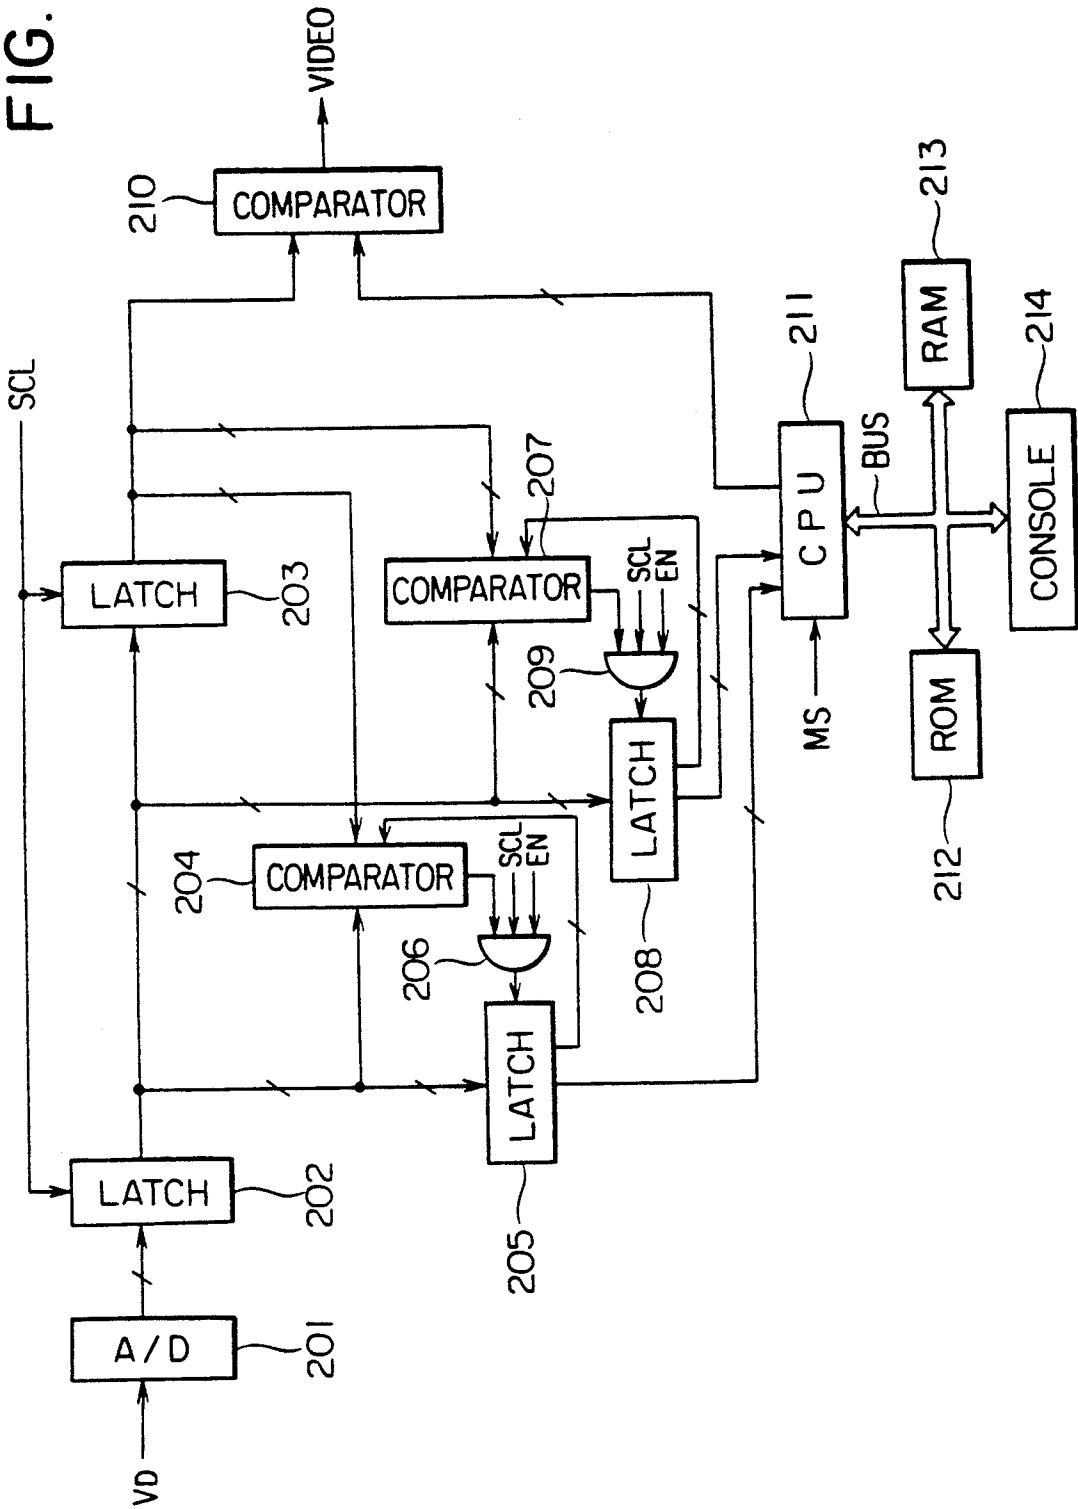 FIG.
SCL
VD
A/D
201
LATCH
202
LATCH
203
COMPARATOR
210
VIDEO
204
COMPARATOR
SCL
EN
206
LATCH
205
COMPARATOR
207
SCL
EN
209
LATCH
208
MS
CPU
211
BUS
ROM
212
RAM
213
CONSOLE
214